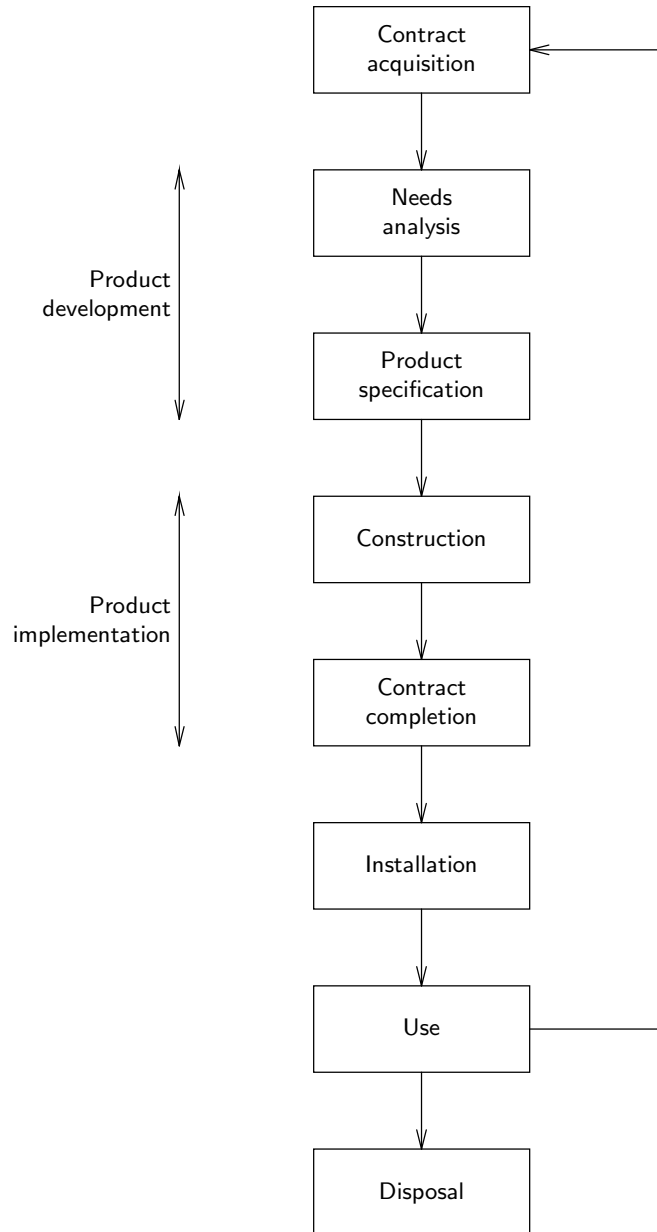 Contract
acquisition
Needs
analysis
Product
development
Product
specification
Construction
Product
implementation
Contract
completion
Installation
Use
Disposal